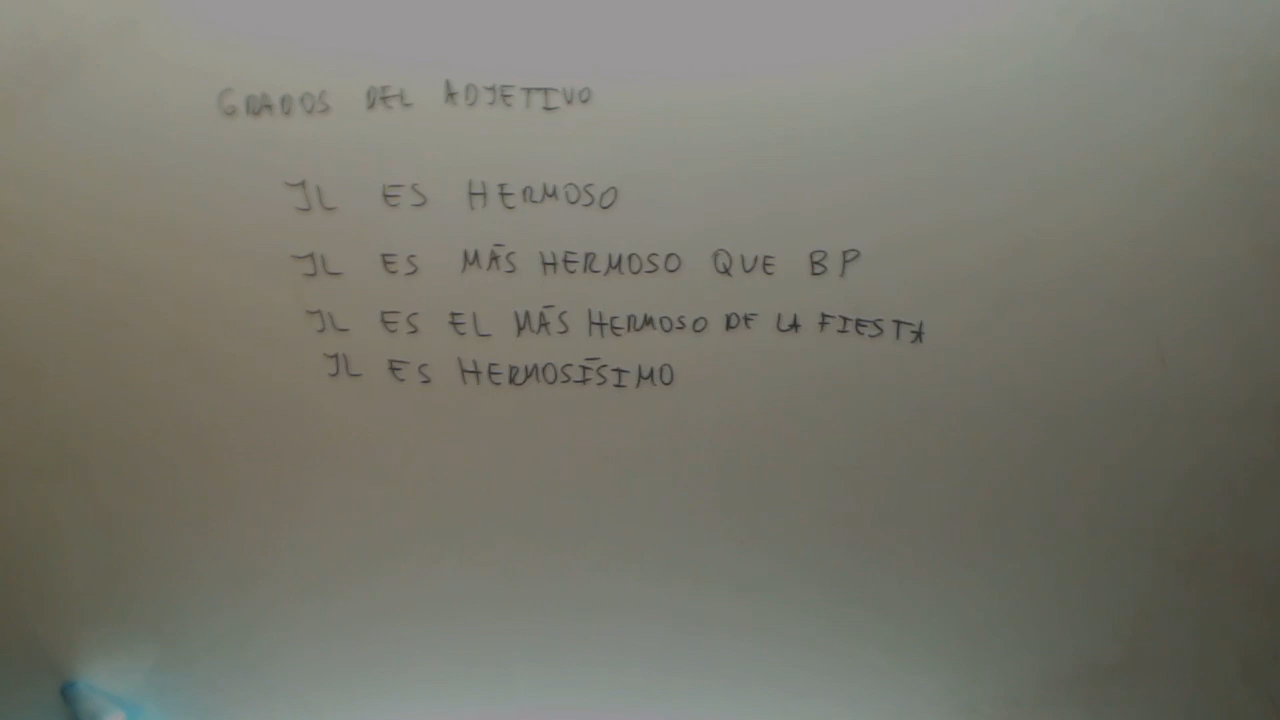 GRADOS DEL ADJETIVO
JL ES HERMOSO
JL ES MÁS HERMOSO QUE BP
JL ES EL MÁS HERMOSO DE LA FIESTA
JL ES HERMOSÍSIMO